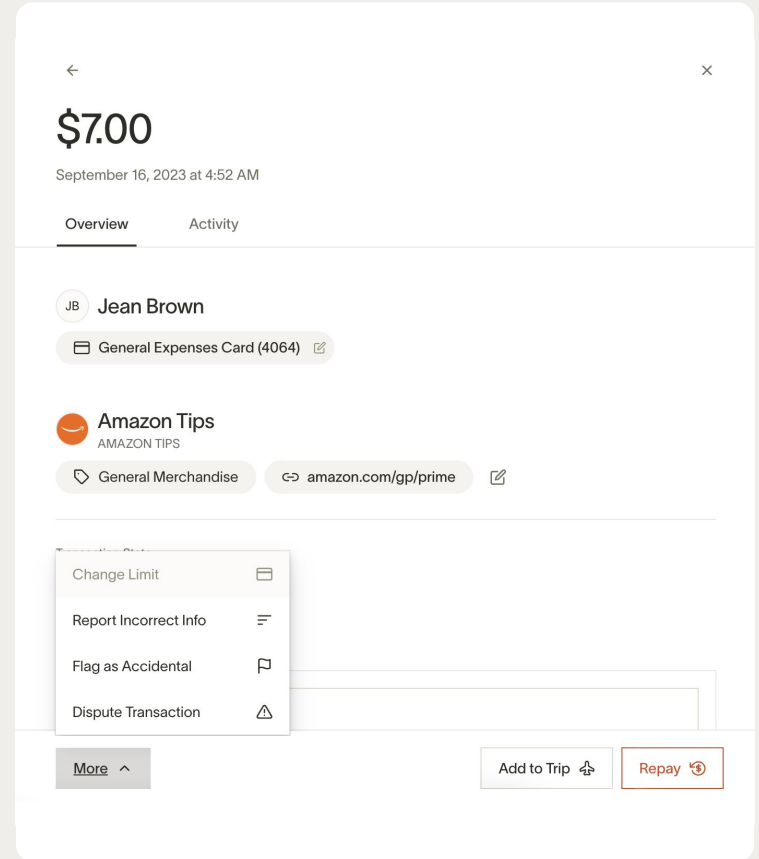 $7.00
September 16, 2023 at 4:52 AM
Overview Activity
JB Jean Brown
General Expenses Card (4064)
Amazon Tips
AMAZON TIPS
General Merchandise amazon.com/gp/prime
Change Limit
Report Incorrect Info
Flag as Accidental
Dispute Transaction
More Add to Trip Repay